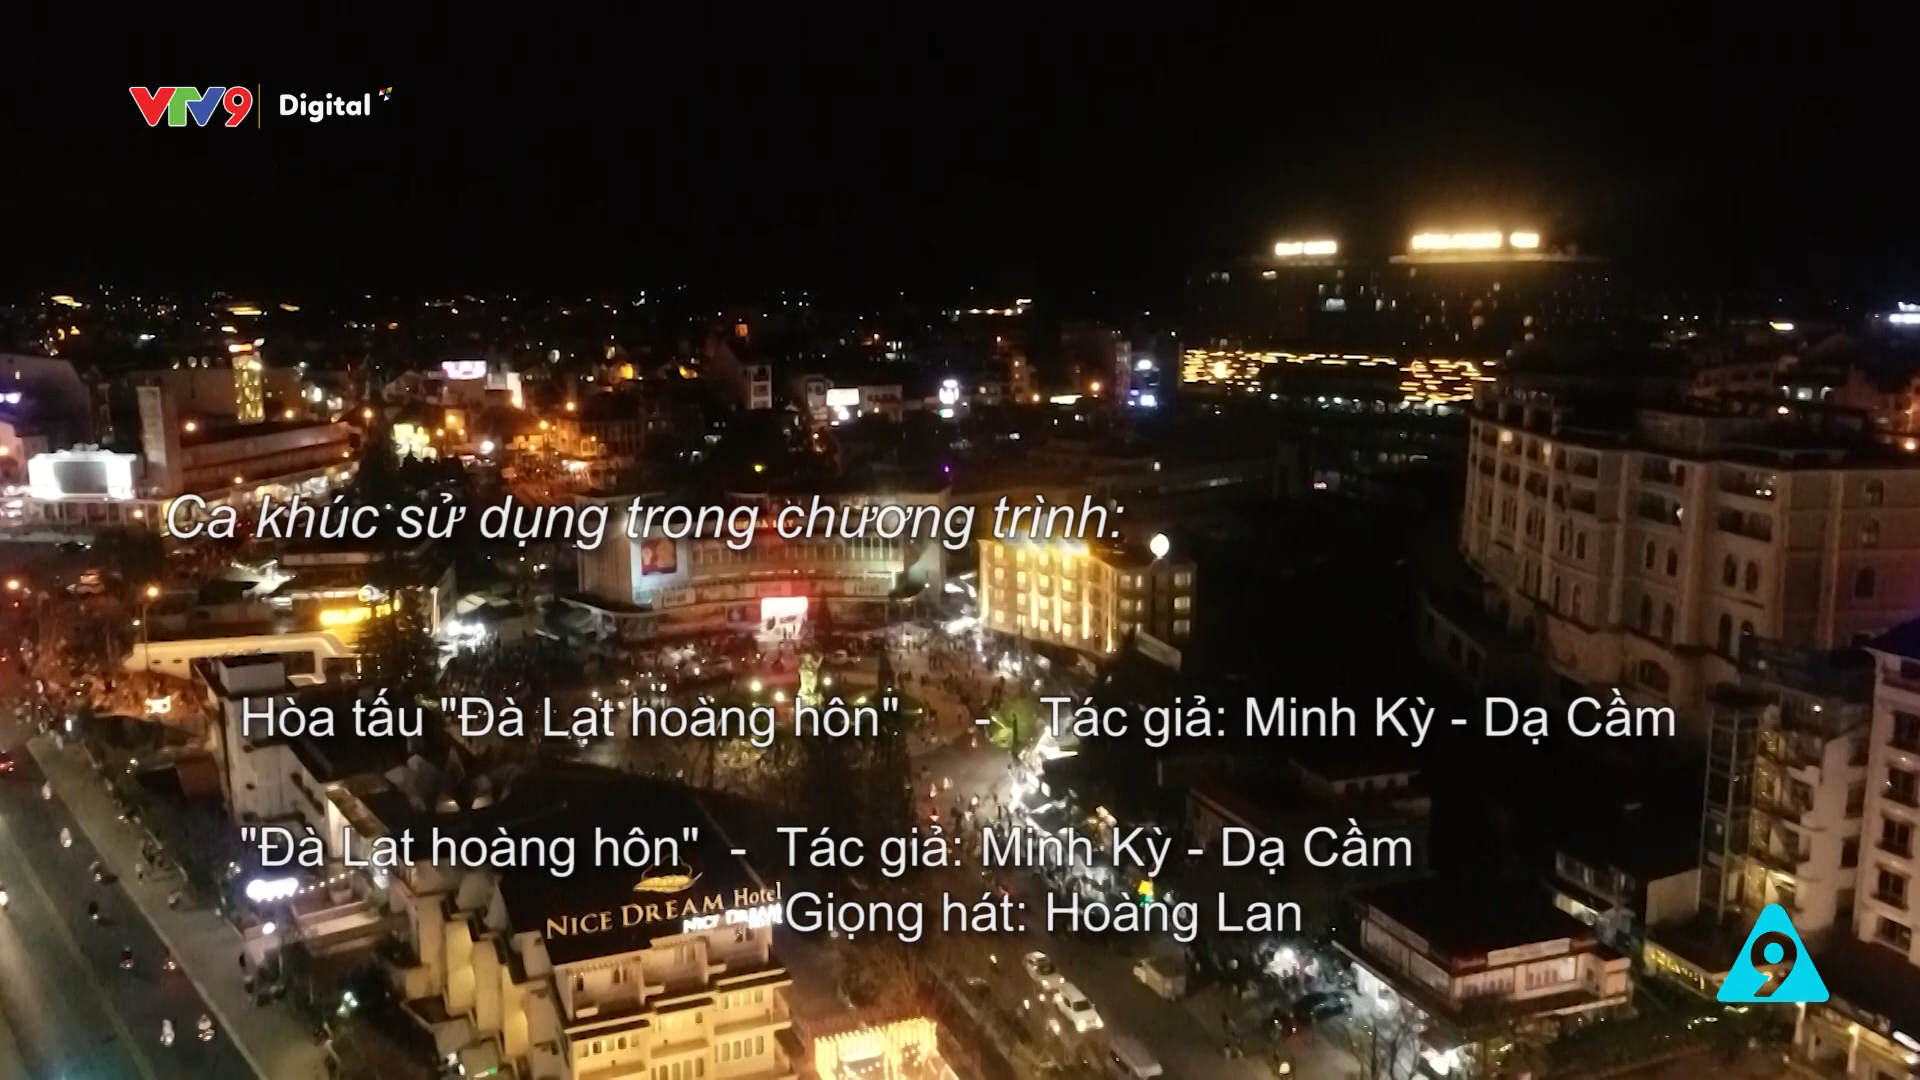 VTV9 Digital
Ca khúc sử dụng trong chương trình:
Hòa tấu "Đà Lạt hoàng hôn" - Tác giả: Minh Kỳ - Dạ Cầm
"Đà Lạt hoàng hôn" - Tác giả: Minh Kỳ - Dạ Cầm
Giọng hát: Hoàng Lan
NICE DREAM Hotel
NICE DREAM
9